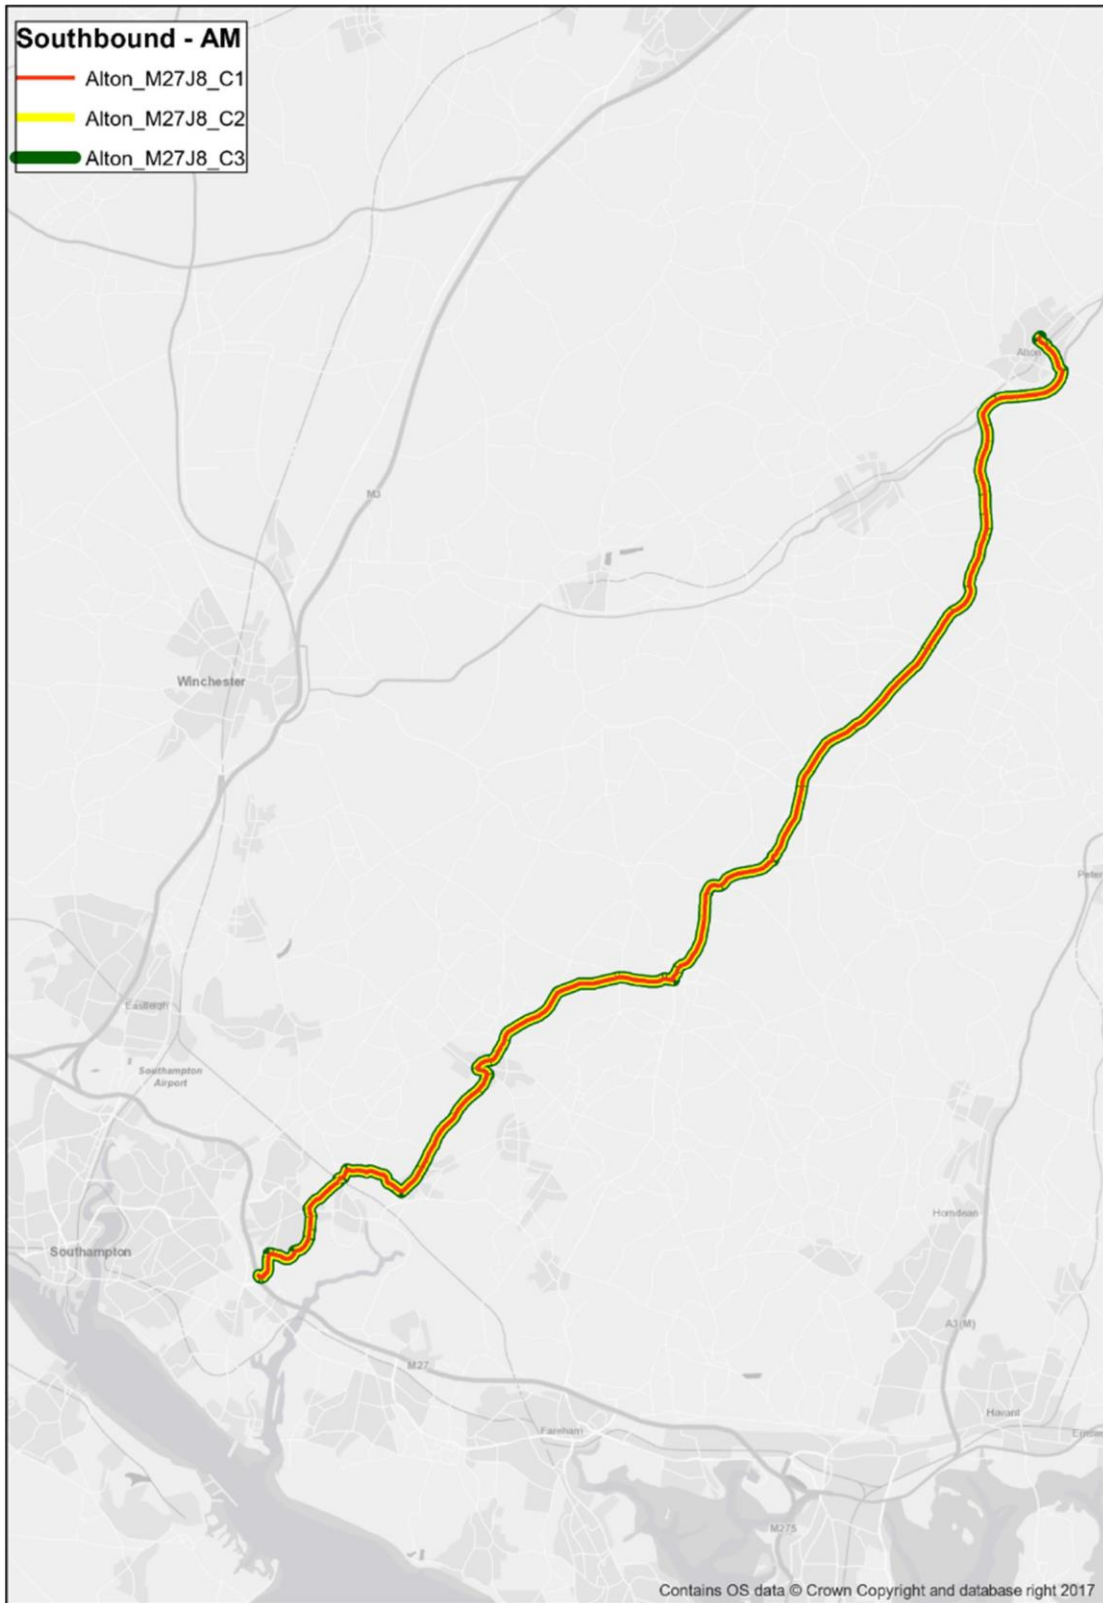 Southbound - AM
Alton_M27J8_C1
Alton_M27J8_C2
Alton_M27J8_C3
Alton
M3
Winchester
Peter
Eastleigh
Southampton
Airport
Horndean
Southampton
A3(M)
M27
Havant
Fareham
M275
Contains OS data © Crown Copyright and database right 2017